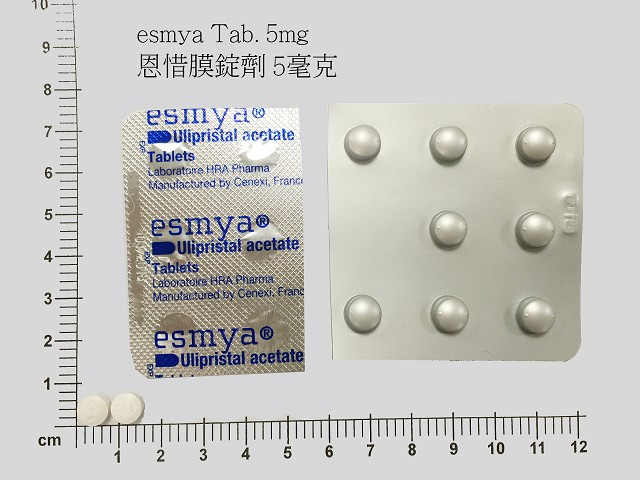 esmya Tab. 5mg
恩惜膜錠劑 5毫克
esmya®
Ulipristal acetate
Tablets
Laboratoire HRA Pharma
Manufactured by Cenexi, France
esmya®
Ulipristal acetate
Tablets
Laboratoire HRA Pharma
Manufactured by Cenexi, Franc
esmya®
Ulipristal acetate
10
9
8
7
6
5
4
3
2
1
cm
1 2 3 4 5 6 7 8 9 10 11 12